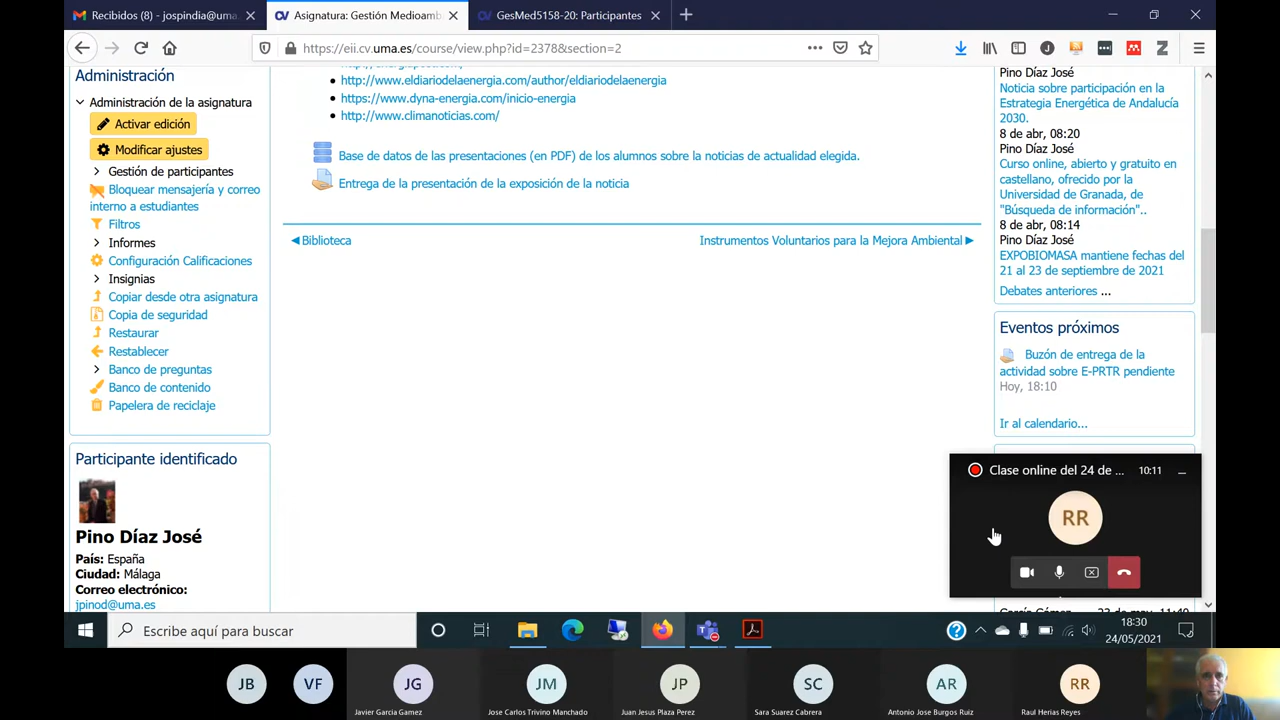 Recibidos (8) - jospindia@uma.
Asignatura: Gestión Medioamb
GesMed5158-20: Participantes
https://eii.cv.uma.es/course/view.php?id=2378&section=2
Administración
Administración de la asignatura
Activar edición
Modificar ajustes
Gestión de participantes
Bloquear mensajería y correo
interno a estudiantes
Filtros
Informes
Configuración Calificaciones
Insignias
Copiar desde otra asignatura
Copia de seguridad
Restaurar
Restablecer
Banco de preguntas
Banco de contenido
Papelera de reciclaje
Participante identificado
Pino Díaz José
País: España
Ciudad: Málaga
Correo electrónico:
jpinod@uma.es
http://www.eldiariodelaenergia.com/author/eldiariodelaenergia
https://www.dyna-energia.com/inicio-energia
http://www.climanoticias.com/
Base de datos de las presentaciones (en PDF) de los alumnos sobre la noticias de actualidad elegida.
Entrega de la presentación de la exposición de la noticia
Biblioteca
Instrumentos Voluntarios para la Mejora Ambiental
Pino Díaz José
Noticia sobre participación en la
Estrategia Energética de Andalucía
2030.
8 de abr, 08:20
Pino Díaz José
Curso online, abierto y gratuito en
castellano, ofrecido por la
Universidad de Granada, de
"Búsqueda de información"..
8 de abr, 08:14
Pino Díaz José
EXPOBIOMASA mantiene fechas del
21 al 23 de septiembre de 2021
Debates anteriores ...
Eventos próximos
Buzón de entrega de la
actividad sobre E-PRTR pendiente
Hoy, 18:10
Ir al calendario...
Clase online del 24 de ... 10:11
RR
Escribe aquí para buscar
18:30
24/05/2021
JB
VF
JG
JM
JP
SC
AR
RR
Javier Garcia Gamez
Jose Carlos Trivino Manchado
Juan Jesus Plaza Perez
Sara Suarez Cabrera
Antonio Jose Burgos Ruiz
Raul Herias Reyes